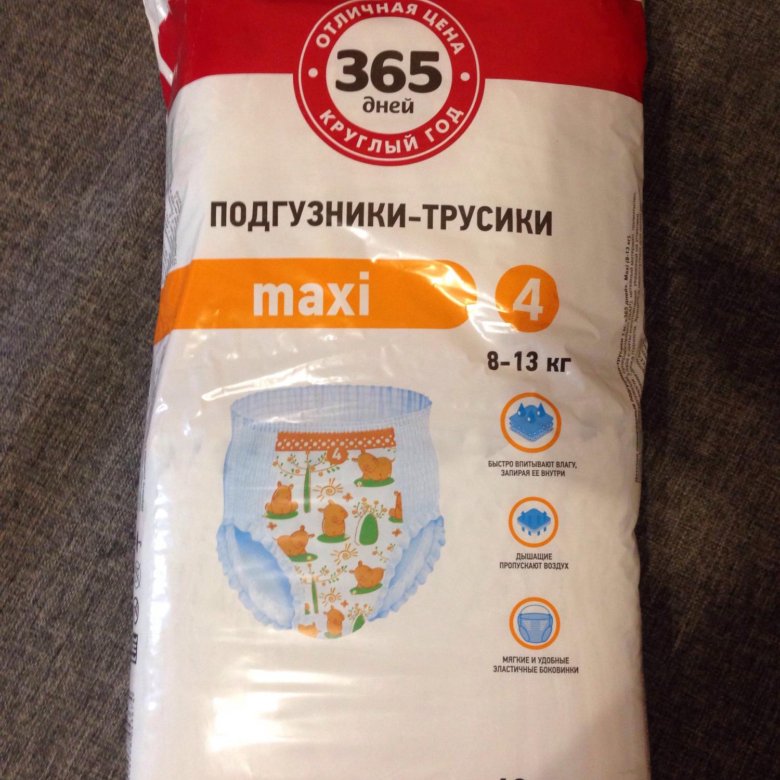 ОТЛИЧНАЯ ЦЕНА
365
дней
КРУГЛЫЙ ГОД
ПОДГУЗНИКИ-ТРУСИКИ
maxi 4
8-13 кг
4
БЫСТРО ВПИТЫВАЮТ ВЛАГУ,
ЗАПИРАЯ ЕЕ ВНУТРИ
ДЫШАЩИЕ
ПРОПУСКАЮТ ВОЗДУХ
МЯГКИЕ И УДОБНЫЕ
ЭЛАСТИЧНЫЕ БОКОВИНКИ